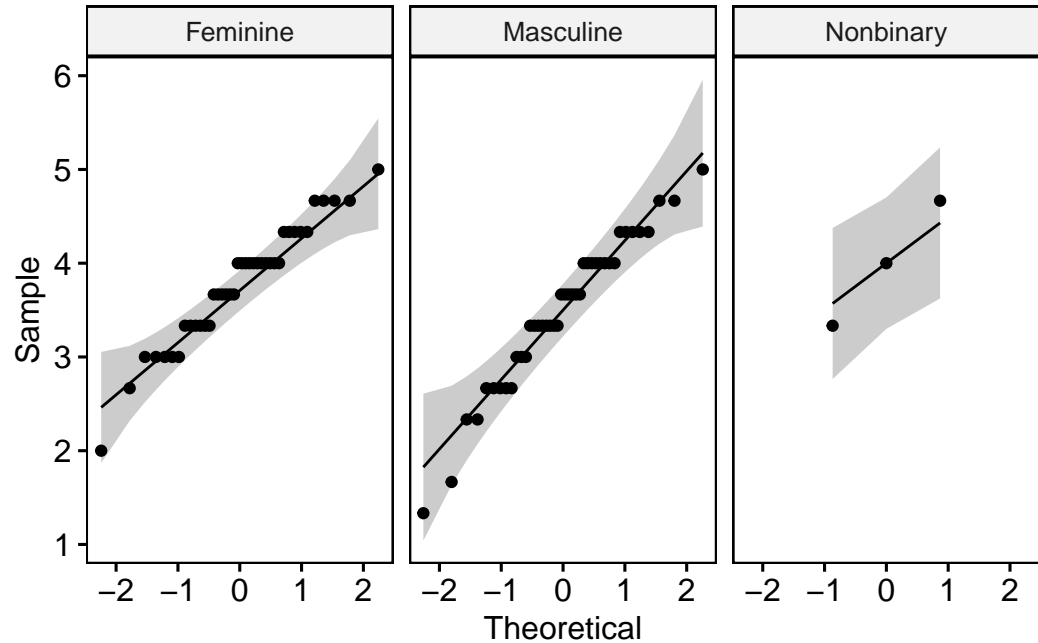 Feminine
Masculine
Nonbinary
Sample
6
5
4
3
2
1
−2 −1 0 1 2
−2 −1 0 1 2
−2 −1 0 1 2
Theoretical